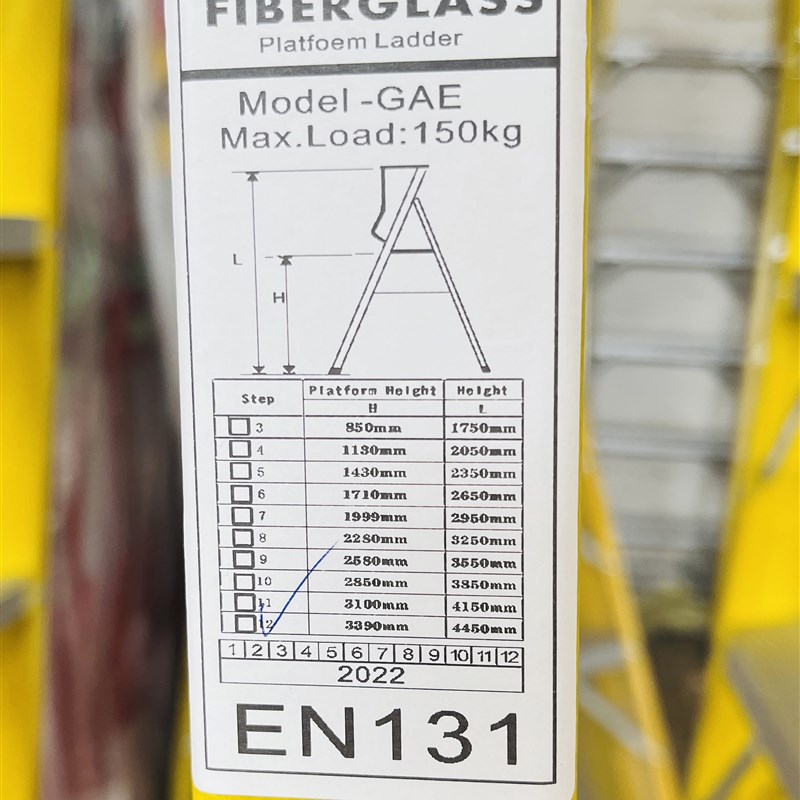 FIBERGLASS
Platfoem Ladder
Model -GAE
Max.Load:150kg
L
H
Step Platform Height Height
H L
3 850mm 1750mm
4 1130mm 2050mm
5 1430mm 2350mm
6 1710mm 2650mm
7 1999mm 2950mm
8 2280mm 3250mm
9 2580mm 3550mm
10 2850mm 3850mm
11 3100mm 4150mm
12 3390mm 4450mm
1 2 3 4 5 6 7 8 9 10 11 12
2022
EN131